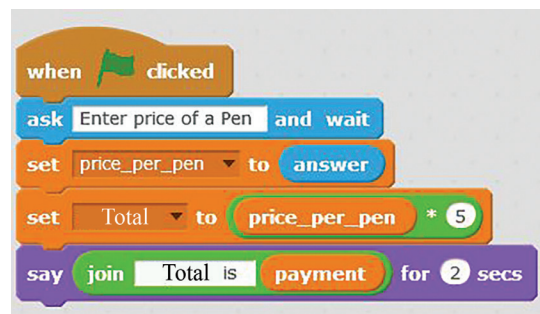 when clicked
ask Enter price of a Pen and wait
set price_per_pen to answer
set Total to price_per_pen * 5
say join Total is payment for 2 secs